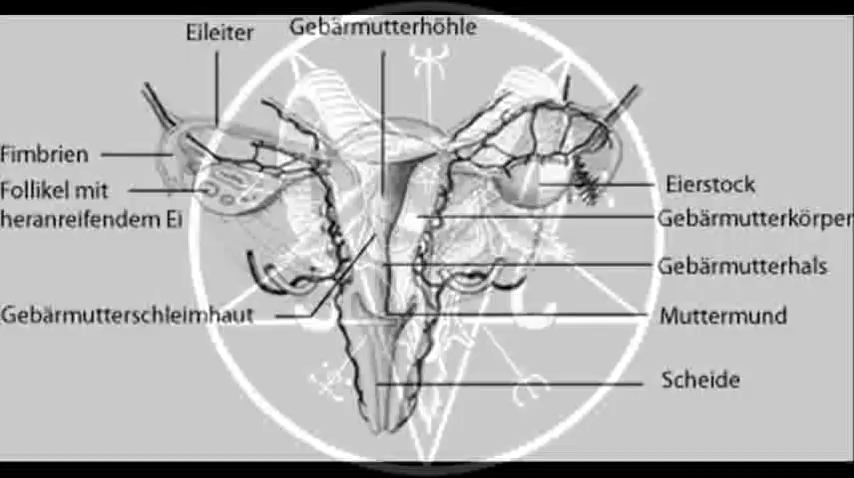 Eileiter
Gebärmutterhöhle
Fimbrien
Follikel mit
heranreifendem Ei
Gebärmutterschleimhaut
Eierstock
Gebärmutterkörper
Gebärmutterhals
Muttermund
Scheide